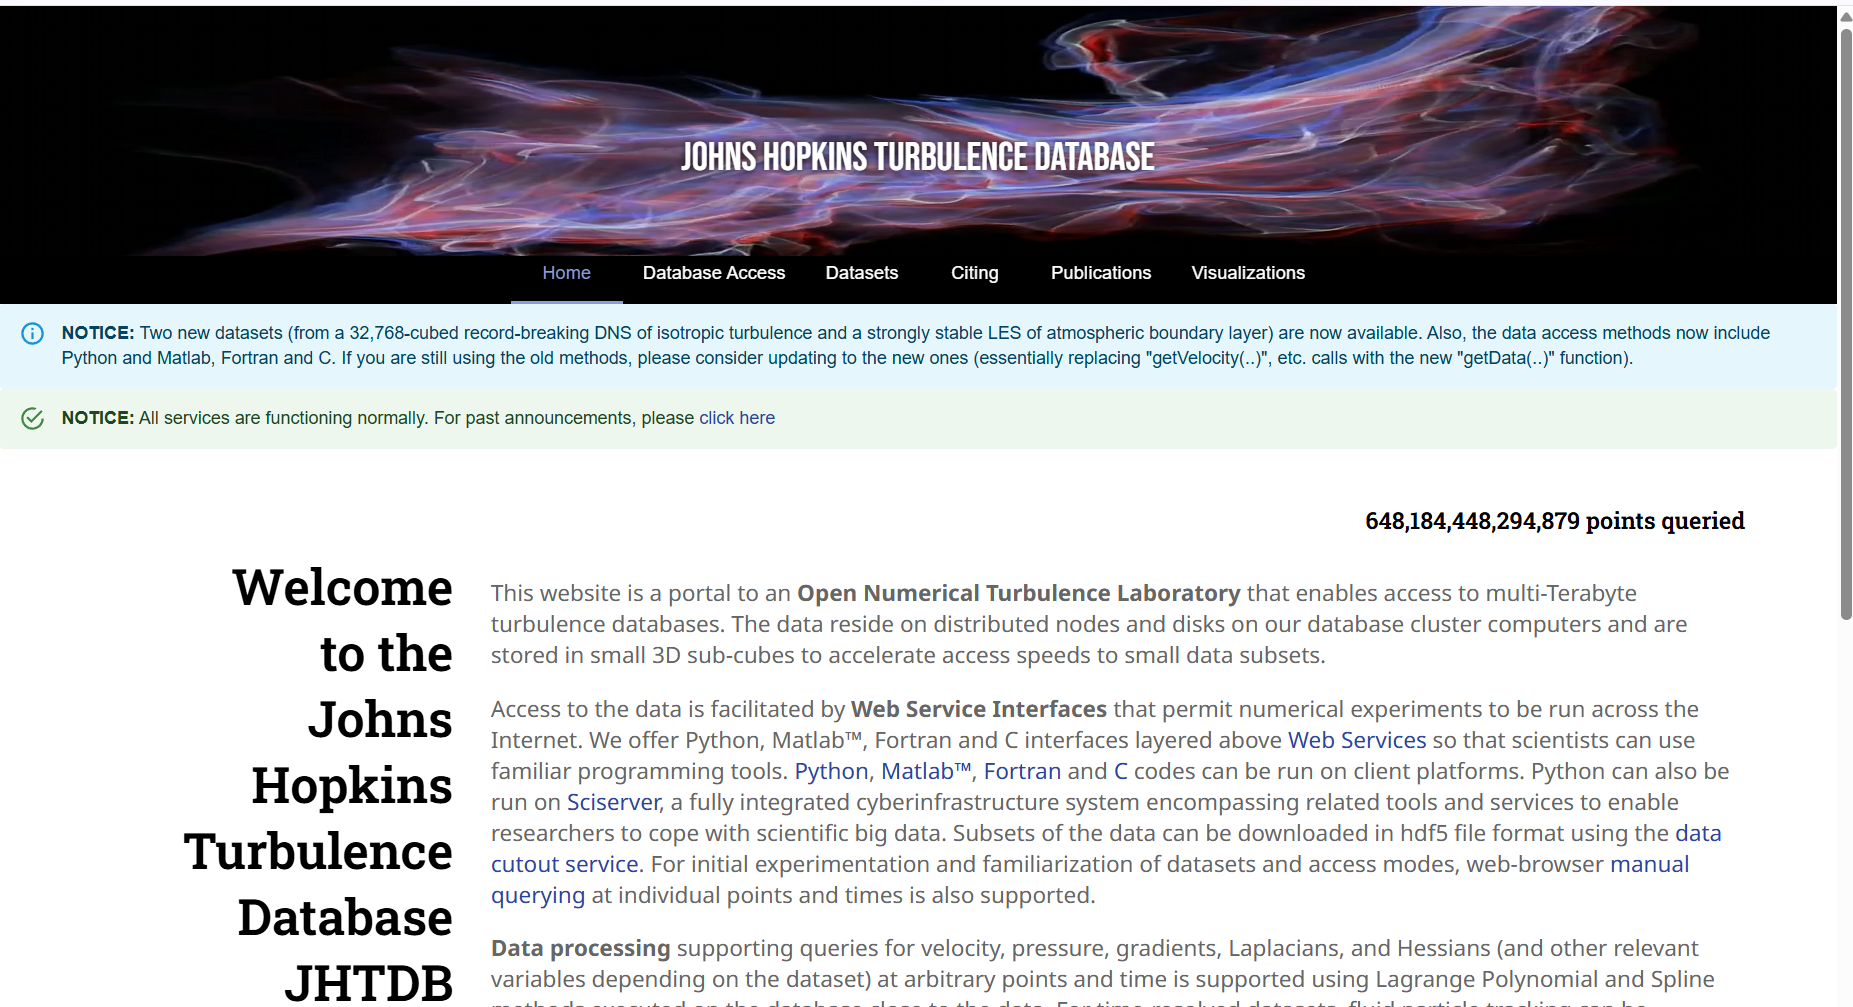 JOHNS HOPKINS TURBULENCE DATABASE
Home Database Access Datasets Citing Publications Visualizations
NOTICE: Two new datasets (from a 32,768-cubed record-breaking DNS of isotropic turbulence and a strongly stable LES of atmospheric boundary layer) are now available. Also, the data access methods now include
Python and Matlab, Fortran and C. If you are still using the old methods, please consider updating to the new ones (essentially replacing "getVelocity(..)", etc. calls with the new "getData(..)" function).
NOTICE: All services are functioning normally. For past announcements, please click here
648,184,448,294,879 points queried
Welcome
to the
Johns
Hopkins
Turbulence
Database
JHTDB
This website is a portal to an Open Numerical Turbulence Laboratory that enables access to multi-Terabyte
turbulence databases. The data reside on distributed nodes and disks on our database cluster computers and are
stored in small 3D sub-cubes to accelerate access speeds to small data subsets.
Access to the data is facilitated by Web Service Interfaces that permit numerical experiments to be run across the
Internet. We offer Python, Matlab™, Fortran and C interfaces layered above Web Services so that scientists can use
familiar programming tools. Python, Matlab™, Fortran and C codes can be run on client platforms. Python can also be
run on Sciserver, a fully integrated cyberinfrastructure system encompassing related tools and services to enable
researchers to cope with scientific big data. Subsets of the data can be downloaded in hdf5 file format using the data
cutout service. For initial experimentation and familiarization of datasets and access modes, web-browser manual
querying at individual points and times is also supported.
Data processing supporting queries for velocity, pressure, gradients, Laplacians, and Hessians (and other relevant
variables depending on the dataset) at arbitrary points and time is supported using Lagrange Polynomial and Spline